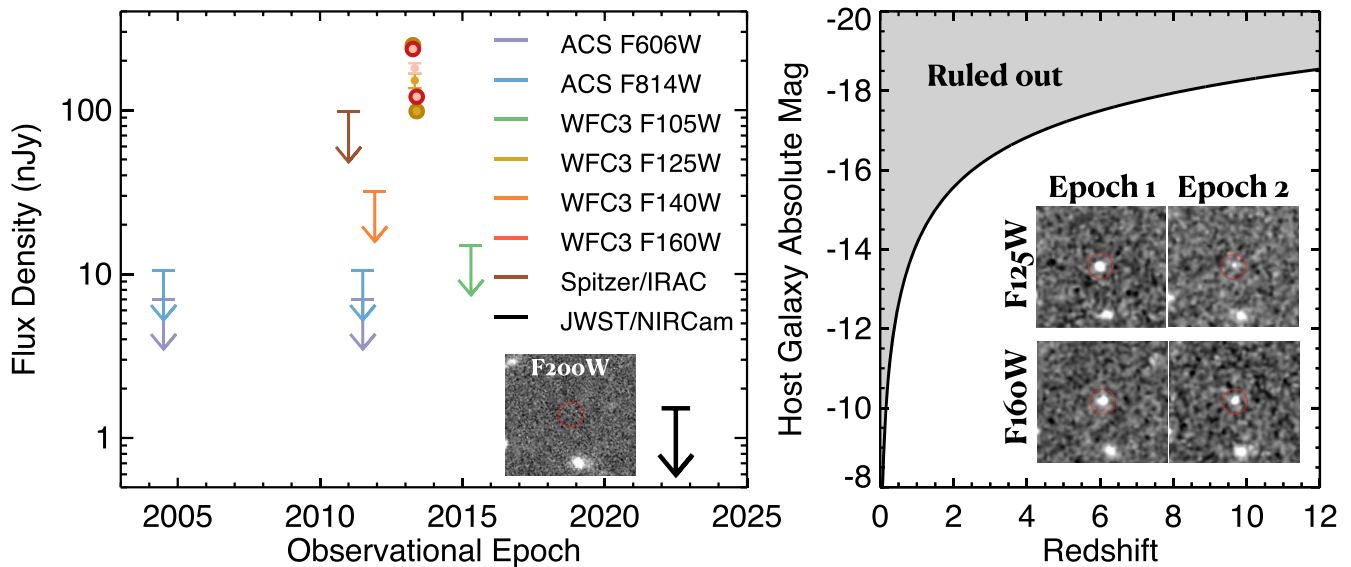 Flux Density (nJy)
100
10
1
2005
2010
2015
2020
2025
Observational Epoch
ACS F606W
ACS F814W
WFC3 F105W
WFC3 F125W
WFC3 F140W
WFC3 F160W
Spitzer/IRAC
JWST/NIRCam
F200W
Host Galaxy Absolute Mag
-20
-18
-16
-14
-12
-10
-8
0
2
4
6
8
10
12
Redshift
Ruled out
Epoch 1
Epoch 2
F125W
F160W